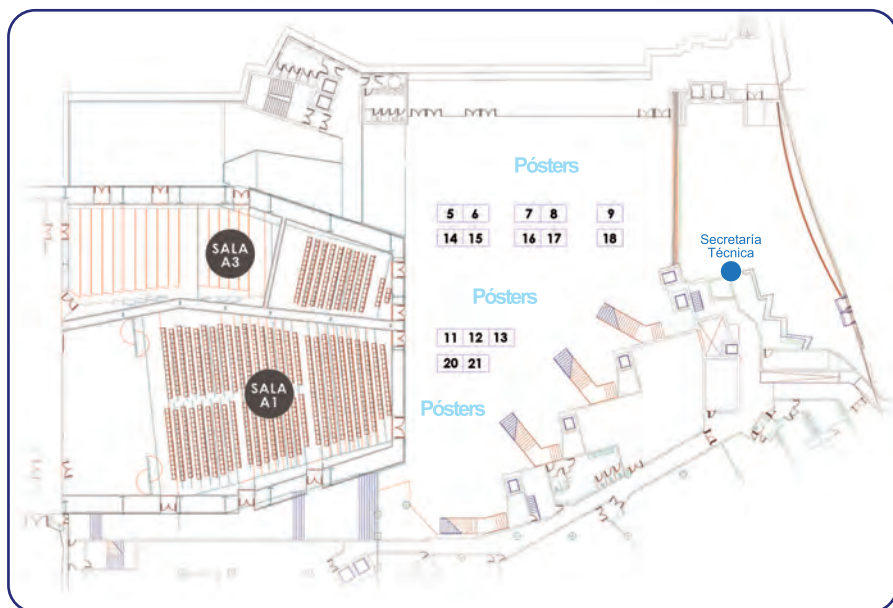 Pósters
5 6 7 8 9
14 15 16 17 18
SALA
A3
Secretaría
Técnica
Pósters
11 12 13
20 21
SALA
A1
Pósters